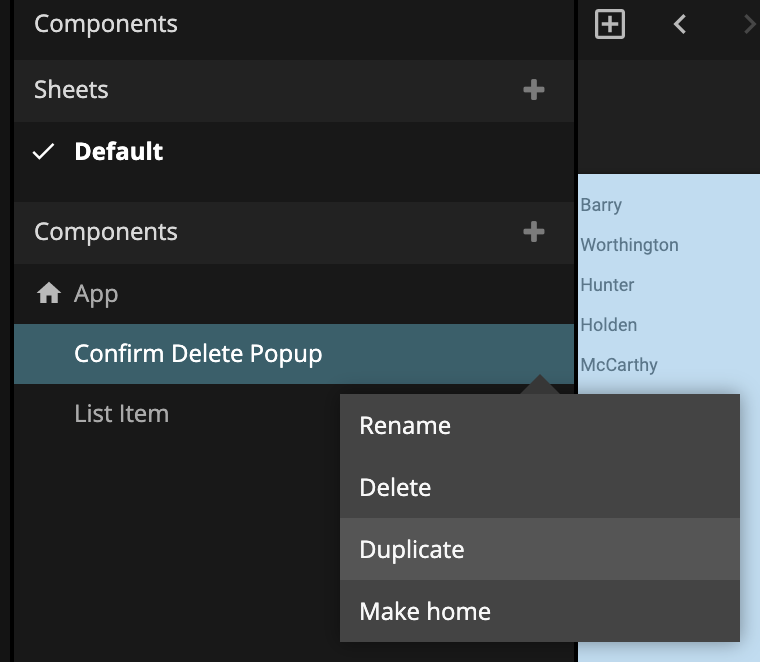 Components
Sheets
Default
Components
App
Confirm Delete Popup
List Item
Rename
Delete
Duplicate
Make home
Barry
Worthington
Hunter
Holden
McCarthy